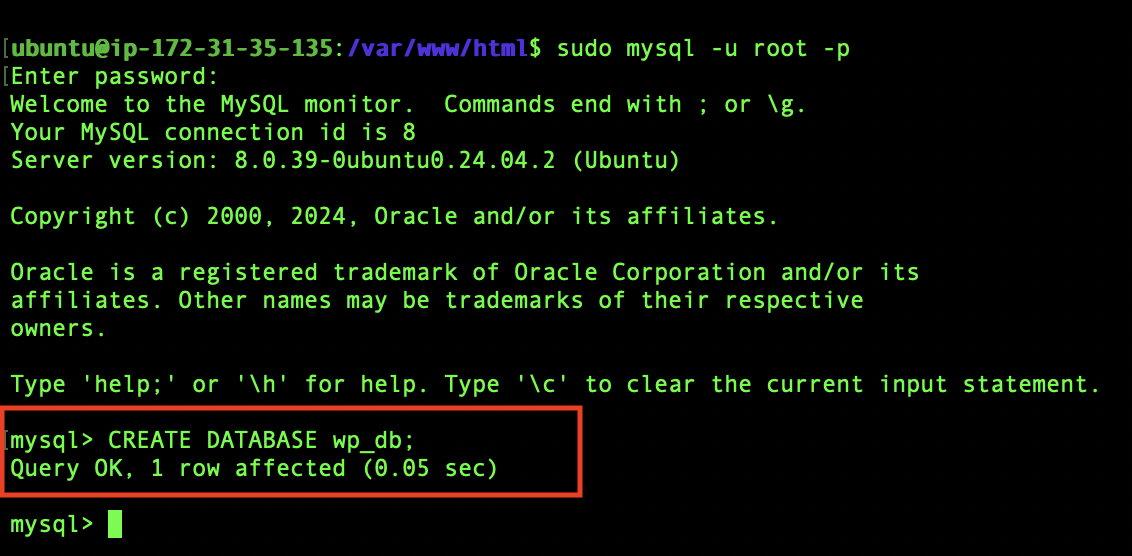 [ubuntu@ip-172-31-35-135:/var/www/html$ sudo mysql -u root -p
[Enter password:
Welcome to the MySQL monitor.  Commands end with ; or \g.
Your MySQL connection id is 8
Server version: 8.0.39-0ubuntu0.24.04.2 (Ubuntu)
Copyright (c) 2000, 2024, Oracle and/or its affiliates.
Oracle is a registered trademark of Oracle Corporation and/or its
affiliates. Other names may be trademarks of their respective
owners.
Type 'help;' or '\h' for help. Type '\c' to clear the current input statement.
[mysql> CREATE DATABASE wp_db;
Query OK, 1 row affected (0.05 sec)
mysql>